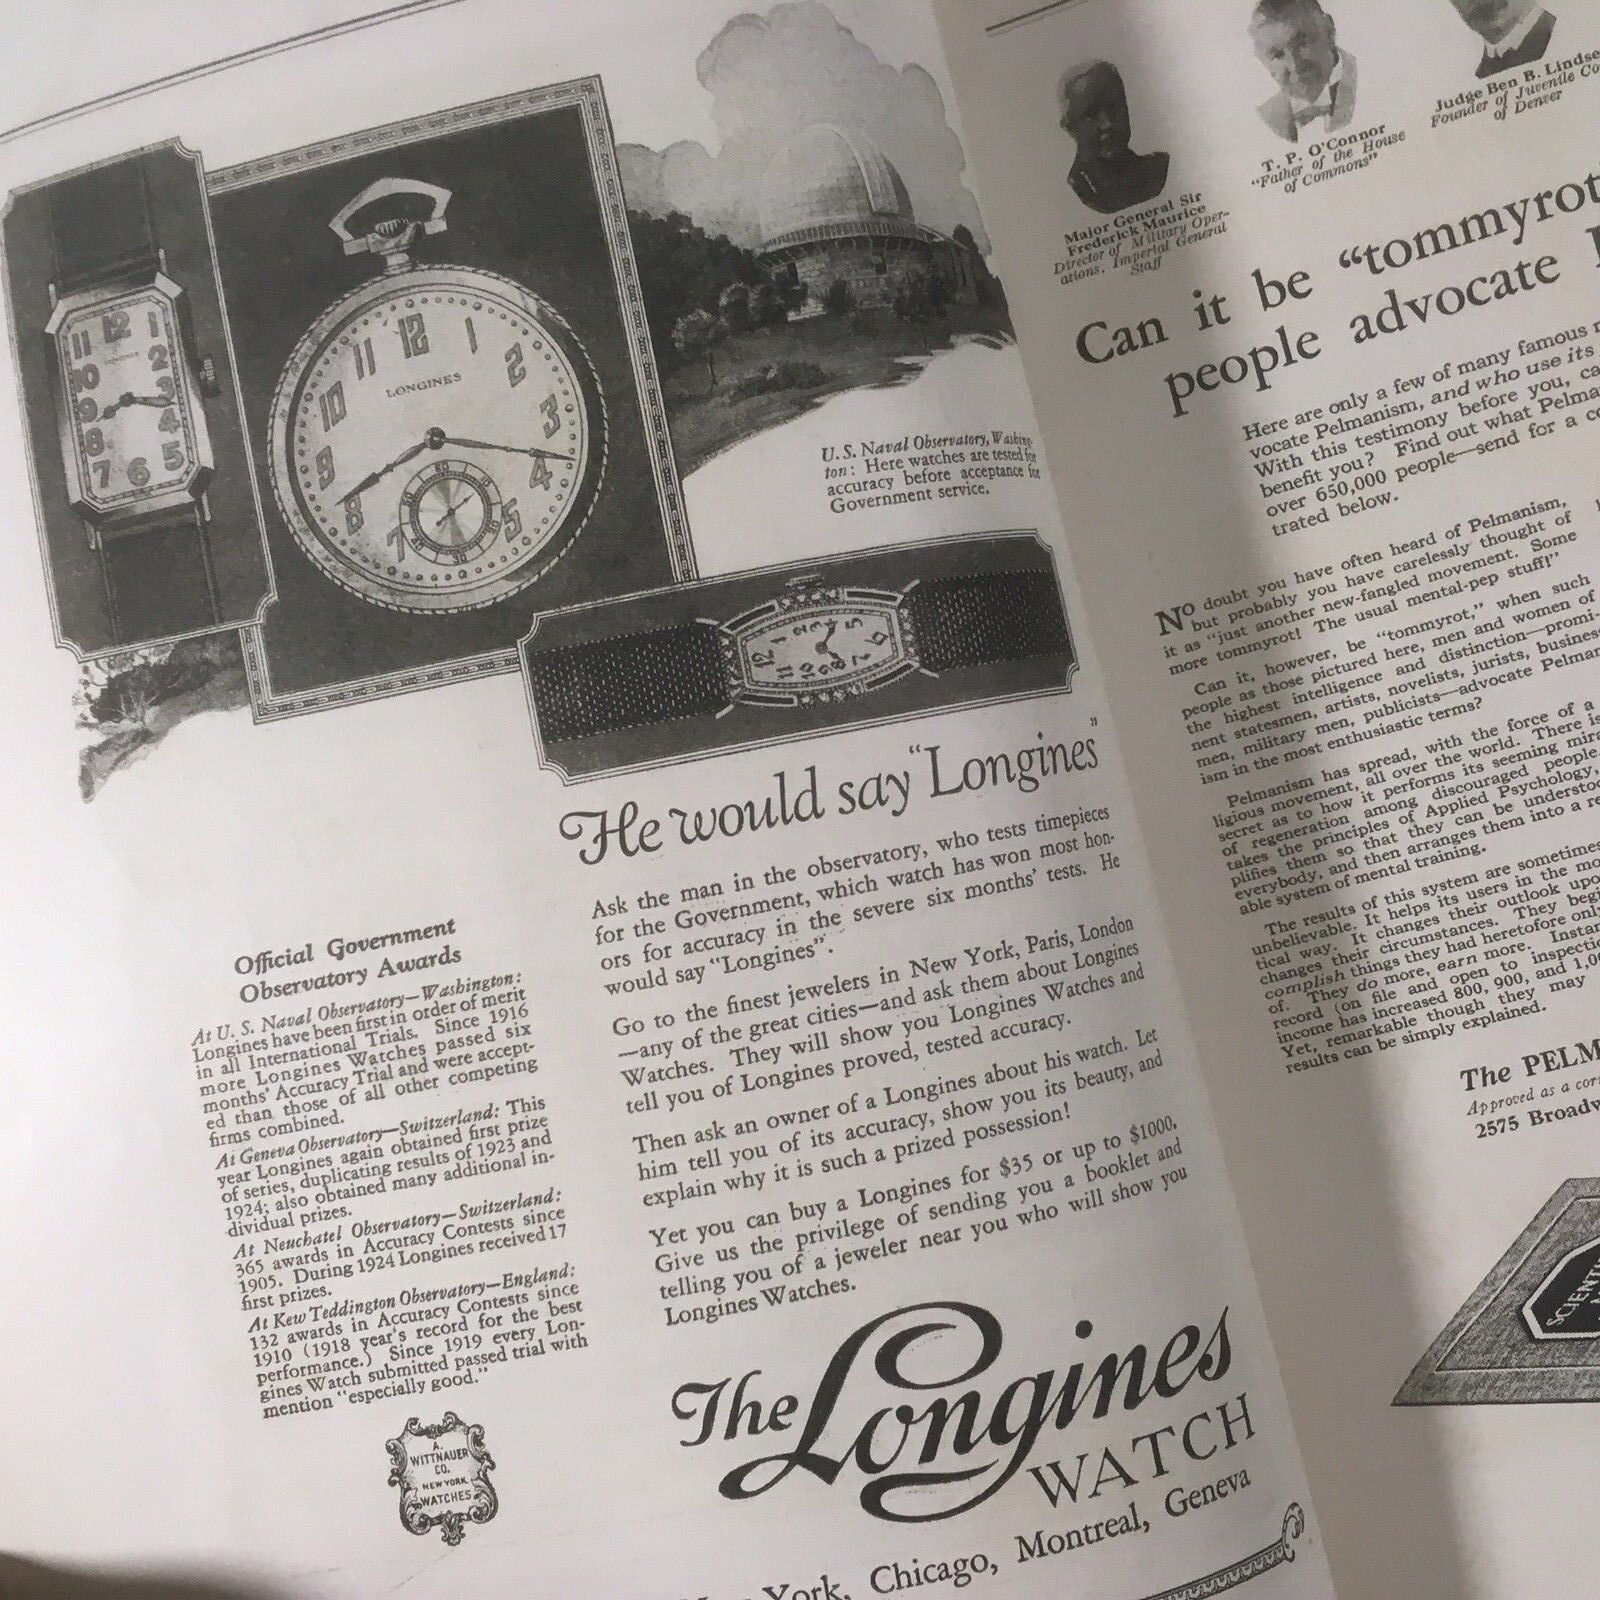 LONGINES
U. S. Naval Observatory, Washing-
ton: Here watches are tested for
accuracy before acceptance for
Government service.
He would say "Longines"
Ask the man in the observatory, who tests timepieces
for the Government, which watch has won most hon-
ors for accuracy in the severe six months' tests. He
would say "Longines".
Go to the finest jewelers in New York, Paris, London
—any of the great cities—and ask them about Longines
Watches. They will show you Longines Watches and
tell you of Longines proved, tested accuracy.
Then ask an owner of a Longines about his watch. Let
him tell you of its accuracy, show you its beauty, and
explain why it is such a prized possession!
Yet you can buy a Longines for $35 or up to $1000.
Give us the privilege of sending you a booklet and
telling you of a jeweler near you who will show you
Longines Watches.
Official Government
Observatory Awards
At U. S. Naval Observatory—Washington:
Longines have been first in order of merit
in all International Trials. Since 1916
more Longines Watches passed six
months' Accuracy Trial and were accept-
ed than those of all other competing
firms combined.
At Geneva Observatory—Switzerland: This
year Longines again obtained first prize
of series, duplicating results of 1923 and
1924; also obtained many additional in-
dividual prizes.
At Neuchatel Observatory—Switzerland:
365 awards in Accuracy Contests since
1905. During 1924 Longines received 17
first prizes.
At Kew Teddington Observatory—England:
132 awards in Accuracy Contests since
1910 (1918 year's record for the best
performance.) Since 1919 every Lon-
gines Watch submitted passed trial with
mention "especially good."
A.
WITTNAUER
CO.
NEW YORK
WATCHES
The Longines
WATCH
York, Chicago, Montreal, Geneva
Major General Sir
Frederick Maurice
Director of Military Oper-
ations, Imperial General
Staff
T. P. O'Connor
"Father of the House
of Commons"
Judge Ben B. Lindse
Founder of Juvenile Co
of Denver
Can it be "tommyrot
people advocate
Here are only a few of many famous
vocate Pelmanism, and who use its
With this testimony before you, ca
benefit you? Find out what Pelma
over 650,000 people—send for a co
trated below.
No doubt you have often heard of Pelmanism,
but probably you have carelessly thought of
it as "just another new-fangled movement. Some
more tommyrot! The usual mental-pep stuff!"
Can it, however, be "tommyrot," when such
people as those pictured here, men and women of
the highest intelligence and distinction—promi-
nent statesmen, artists, novelists, jurists, business
men, military men, publicists—advocate Pelman
ism in the most enthusiastic terms?
Pelmanism has spread, with the force of a
ligious movement, all over the world. There is
secret as to how it performs its seeming mira
of regeneration among discouraged people.
takes the principles of Applied Psychology,
plifies them so that they can be understoo
everybody, and then arranges them into a re
able system of mental training.
The results of this system are sometimes
unbelievable. It helps its users in the mo
tical way. It changes their outlook upo
changes their circumstances. They begi
complish things they had heretofore only
of. They do more, earn more. Instan
record (on file and open to inspectio
income has increased 800, 900, and 1,00
Yet, remarkable though they may
results can be simply explained.
The PELM
Approved as a cor
2575 Broadw
SCIENTI